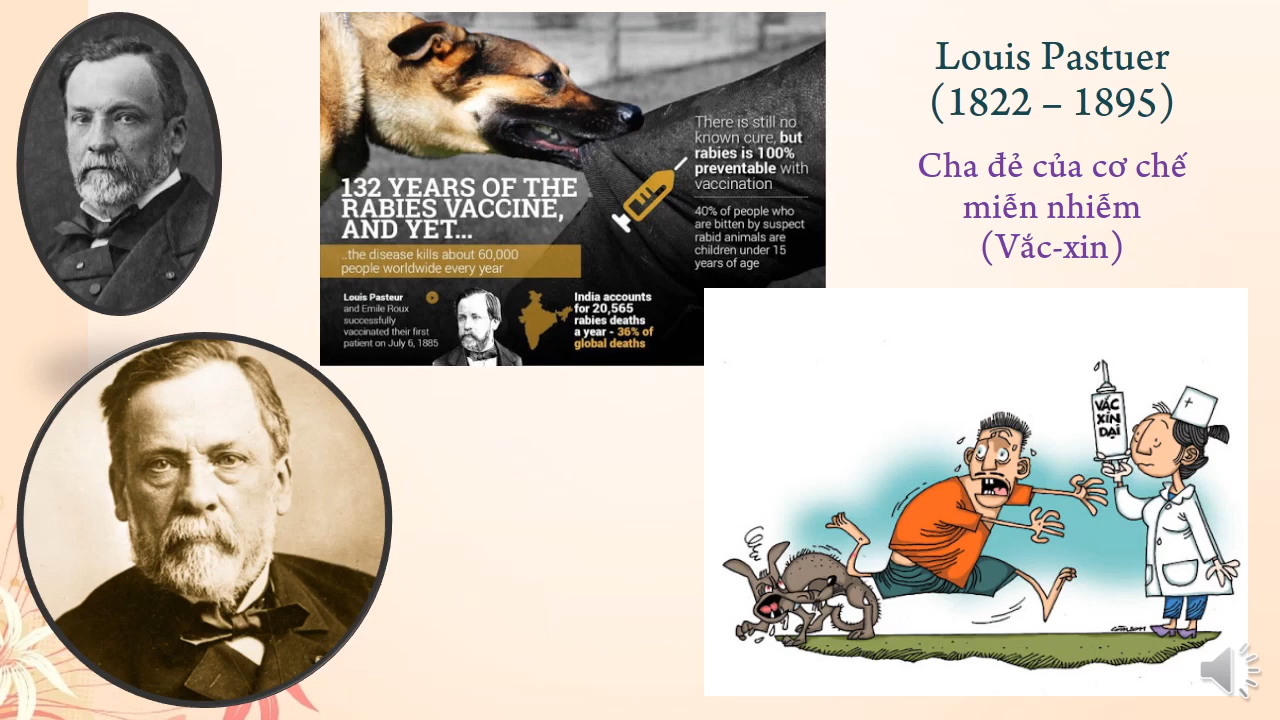 Louis Pastuer
(1822 – 1895)
Cha đẻ của cơ chế
miễn nhiễm
(Vắc-xin)
There is still no
known cure, but
rabies is 100%
preventable with
vaccination
40% of people who
are bitten by suspect
rabid animals are
children under 15
years of age
132 YEARS OF THE
RABIES VACCINE,
AND YET...
..the disease kills about 60,000
people worldwide every year
Louis Pasteur
and Emile Roux
successfully
vaccinated their first
patient on July 6, 1885
India accounts
for 20,565
rabies deaths
a year - 36% of
global deaths
VẮC
XIN
DẠI